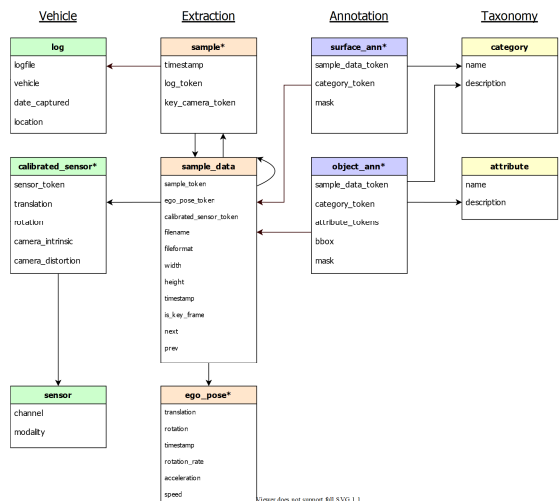 Vehicle
Extraction
Annotation
Taxonomy
log
logfile
vehicle
date_captured
location
sample*
timestamp
log_token
key_camera_token
surface_ann*
sample_data_token
category_token
mask
category
name
description
calibrated_sensor*
sensor_token
translation
rotation
camera_intrinsic
camera_distortion
sample_data
sample_token
ego_pose_token
calibrated_sensor_token
filename
fileformat
width
height
timestamp
is_key_frame
next
prev
object_ann*
sample_data_token
category_token
attribute_tokens
bbox
mask
attribute
name
description
sensor
channel
modality
ego_pose*
translation
rotation
timestamp
rotation_rate
acceleration
speed
Viewer does not support full SVG 1.1